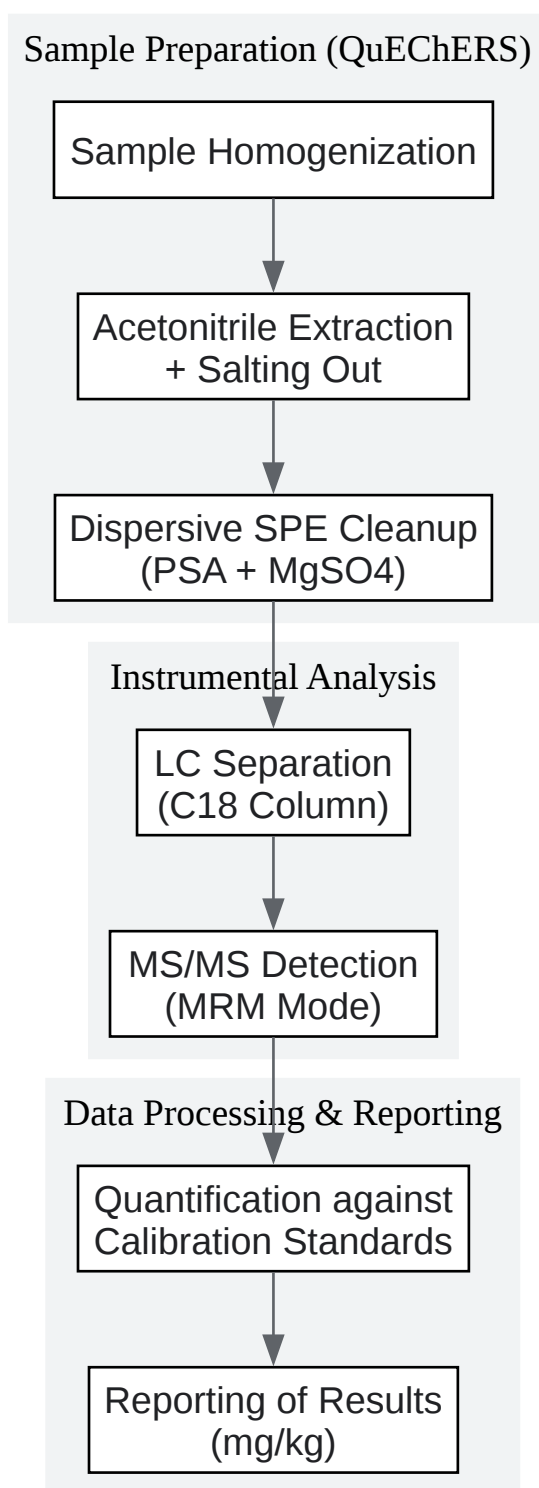 Sample Preparation (QuEChERS)
Sample Homogenization
Acetonitrile Extraction
+ Salting Out
Dispersive SPE Cleanup
(PSA + MgSO4)
Instrumental Analysis
LC Separation
(C18 Column)
MS/MS Detection
(MRM Mode)
Data Processing & Reporting
Quantification against
Calibration Standards
Reporting of Results
(mg/kg)